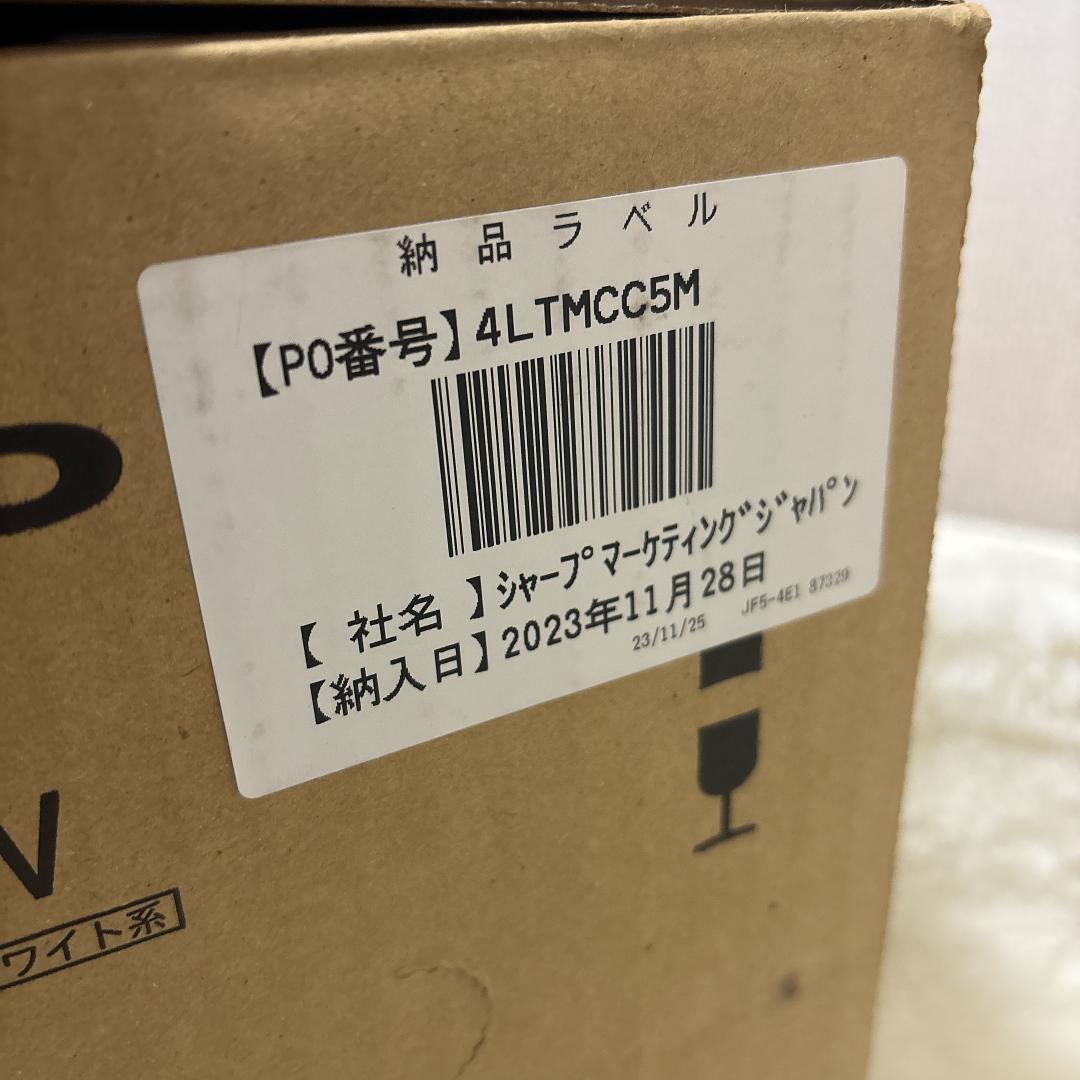 納品ラベル
【PO番号】4LTMCC5M
【 社名 】ｼｬｰﾌﾟﾏｰｹﾃｨﾝｸﾞｼﾞｬﾊﾟﾝ
【納入日】2023年11月28日
23/11/25 JF5-4E1 87329
P
W
ワイト系